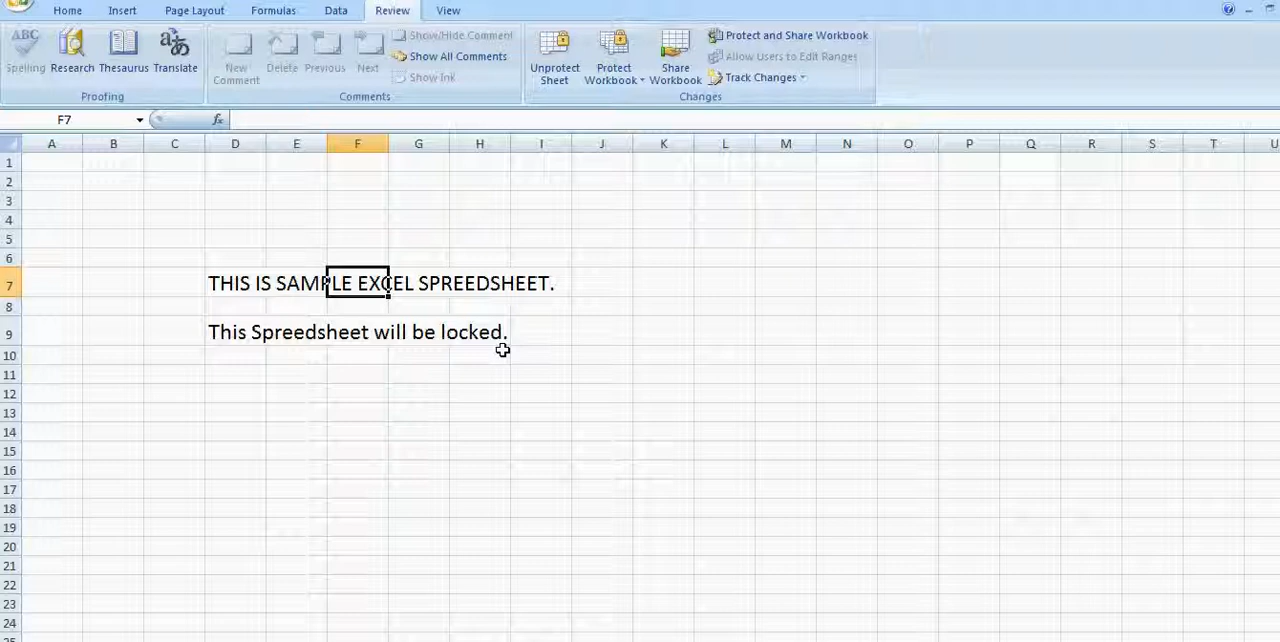 Home Insert Page Layout Formulas Data Review View
ABC Show/Hide Comment Protect and Share Workbook
Show All Comments Allow Users to Edit Ranges
Spelling Research Thesaurus Translate New Comment Delete Previous Next Show Ink Unprotect Sheet Protect Workbook Share Workbook Track Changes
Proofing Comments Changes
F7 fx
A B C D E F G H I J K L M N O P Q R S T U
1
2
3
4
5
6
7 THIS IS SAMPLE EXCEL SPREEDSHEET.
8
9 This Spreedsheet will be locked.
10
11
12
13
14
15
16
17
18
19
20
21
22
23
24
25